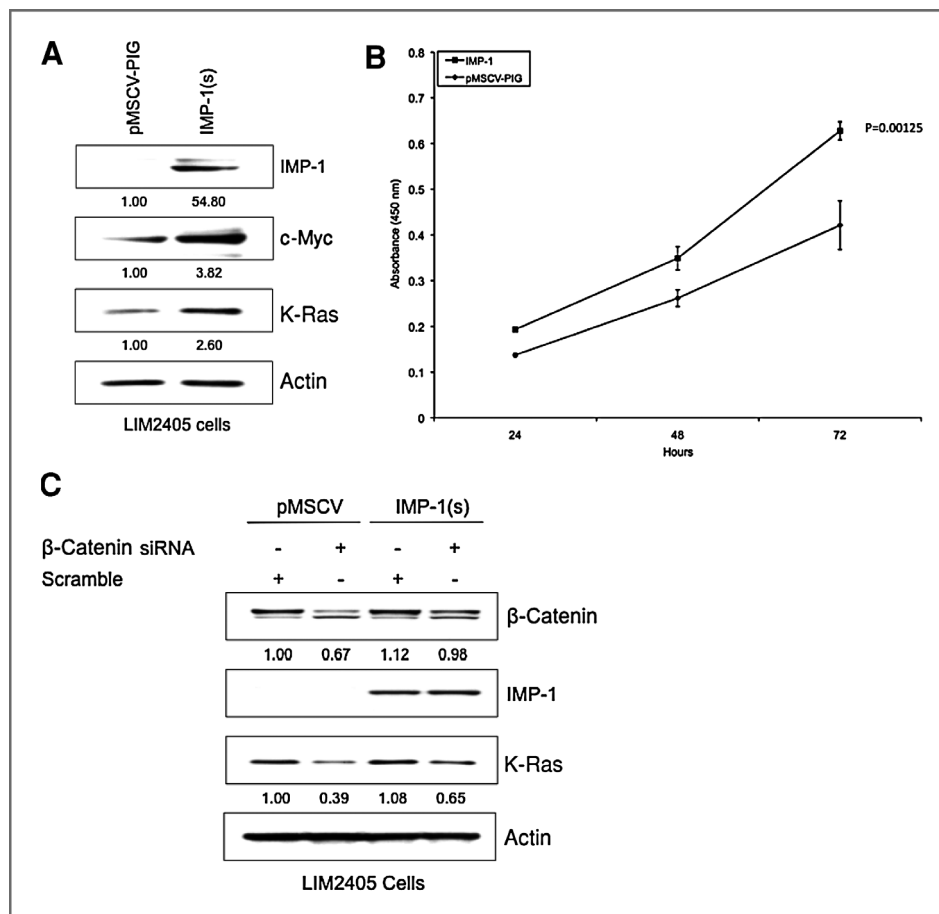 A
pMSCV-PIG
IMP-1(s)
IMP-1
1.00 54.80
c-Myc
1.00 3.82
K-Ras
1.00 2.60
Actin
LIM2405 cells
B
IMP-1
pMSCV-PIG
0.8
0.7
0.6
0.5
0.4
0.3
0.2
0.1
0
Absorbance (450 nm)
P=0.00125
24 48 72
Hours
C
pMSCV IMP-1(s)
β-Catenin siRNA - + - +
Scramble + - + -
β-Catenin
1.00 0.67 1.12 0.98
IMP-1
K-Ras
1.00 0.39 1.08 0.65
Actin
LIM2405 Cells